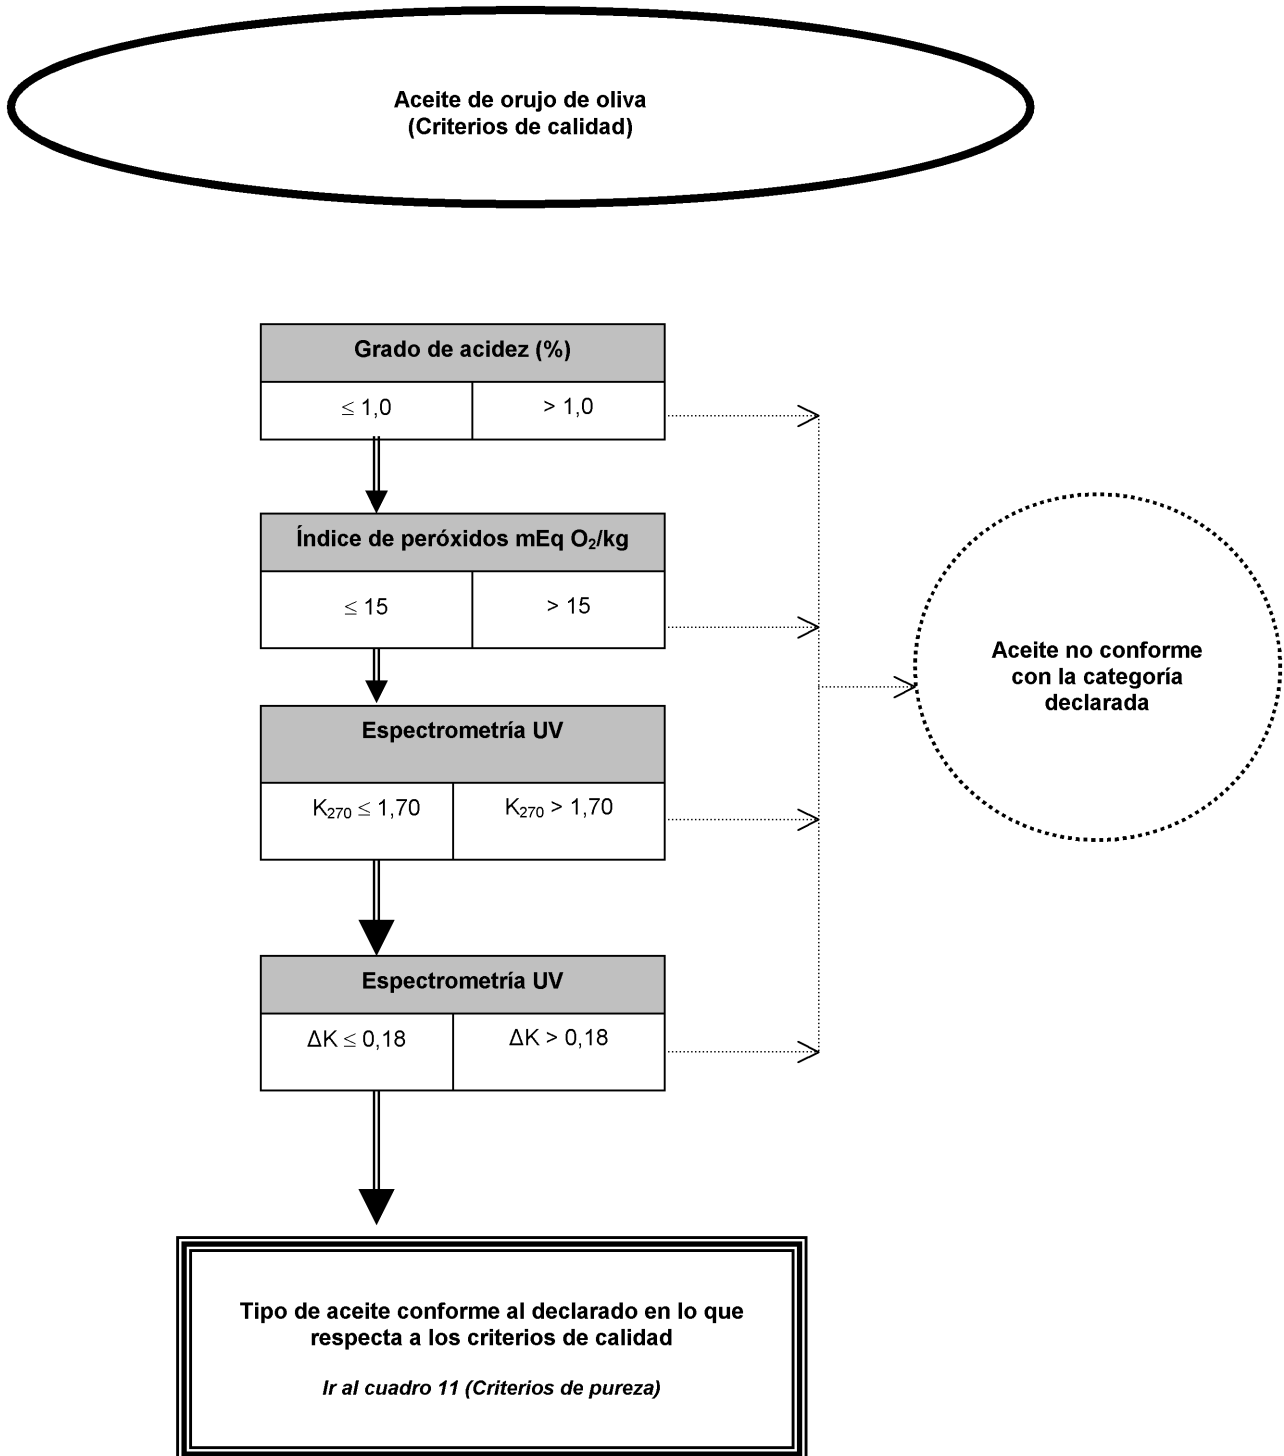 Aceite de orujo de oliva
(Criterios de calidad)
Grado de acidez (%)
≤ 1,0
> 1,0
Índice de peróxidos mEq O₂/kg
≤ 15
> 15
Aceite no conforme
con la categoría
declarada
Espectrometría UV
K₂₇₀ ≤ 1,70
K₂₇₀ > 1,70
Espectrometría UV
ΔK ≤ 0,18
ΔK > 0,18
Tipo de aceite conforme al declarado en lo que
respecta a los criterios de calidad
Ir al cuadro 11 (Criterios de pureza)